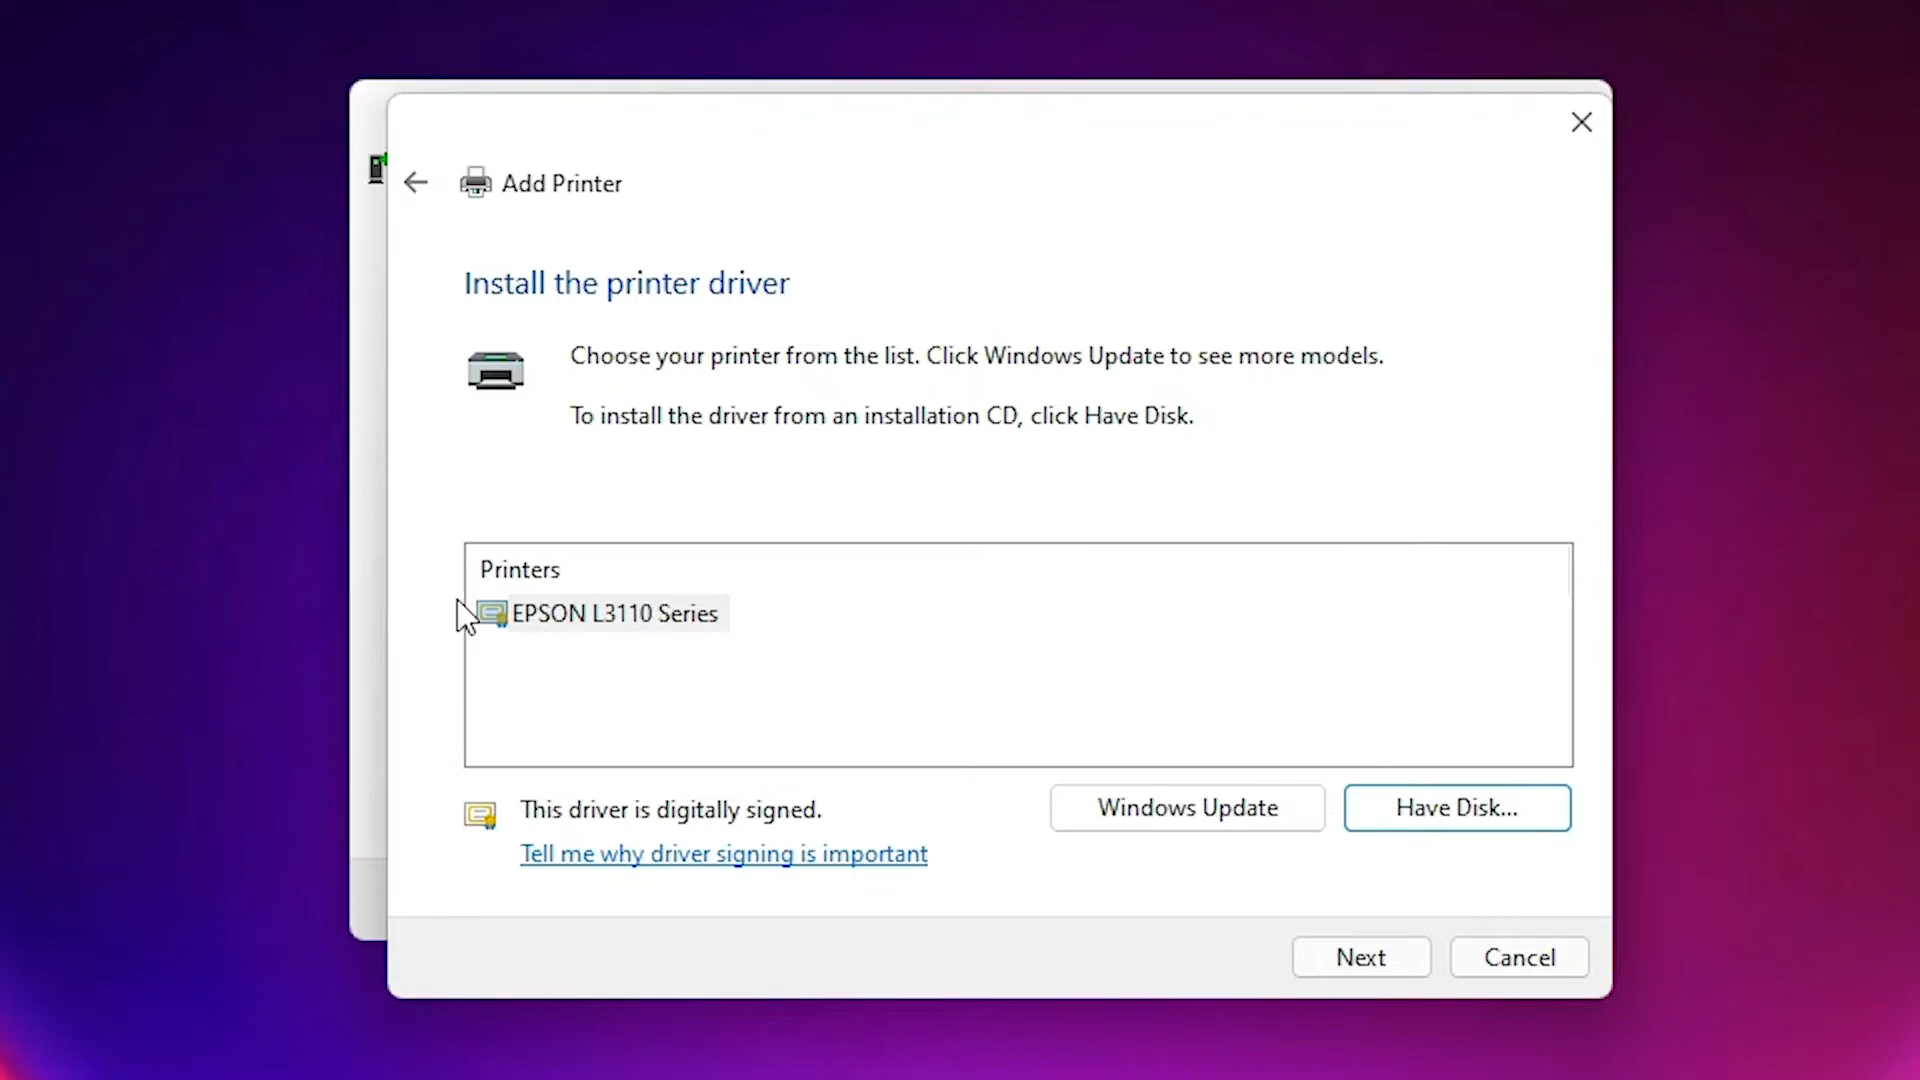 Add Printer
Install the printer driver
Choose your printer from the list. Click Windows Update to see more models.
To install the driver from an installation CD, click Have Disk.
Printers
EPSON L3110 Series
This driver is digitally signed.
Tell me why driver signing is important
Windows Update
Have Disk...
Next
Cancel